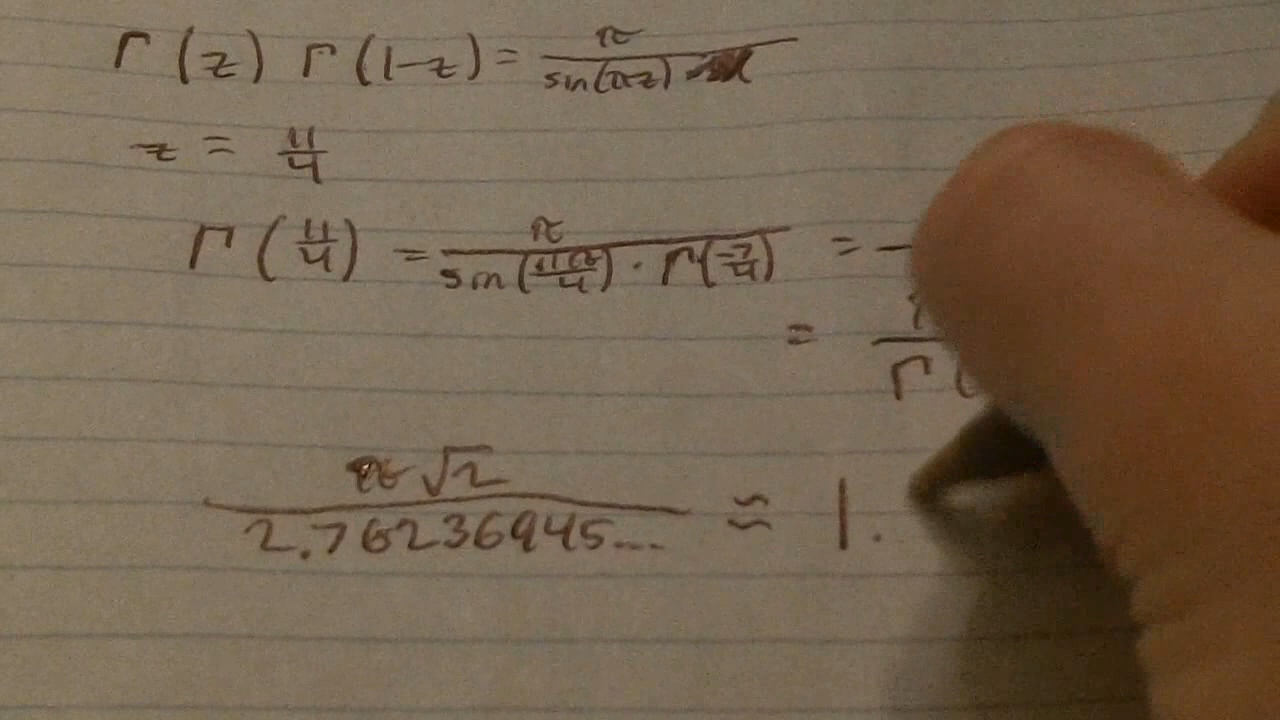 Γ(z) Γ(1-z) = π/sin(πz)
z = 11/4
Γ(11/4) = π/(sin(11π/4) · Γ(-7/4)) =
= Γ(
π√2/2.76236945... ≈ 1.